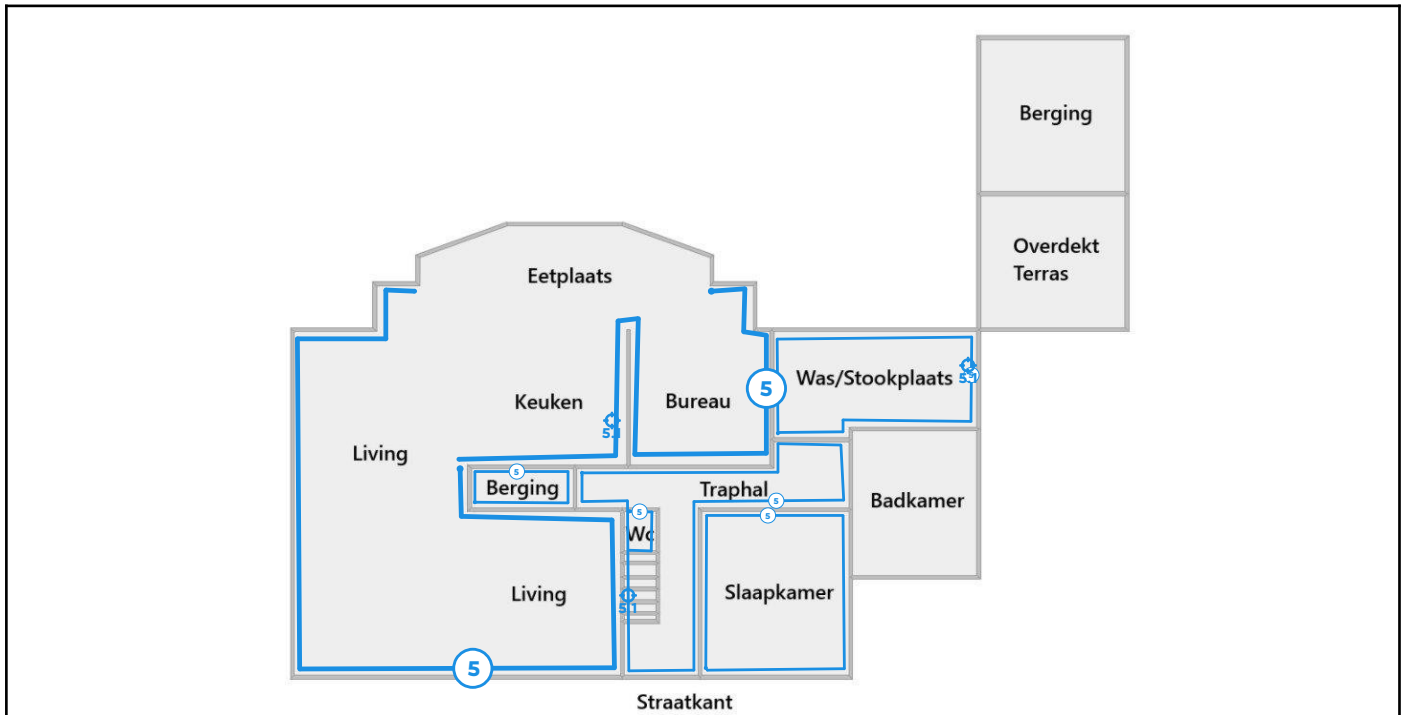 Berging
Overdekt
Terras
Eetplaats
Was/Stookplaats
5
5.1
Keuken
Bureau
5.1
Living
5
Berging
Traphal
5
5
5
Badkamer
Wc
Living
5.1
Slaapkamer
5
Straatkant